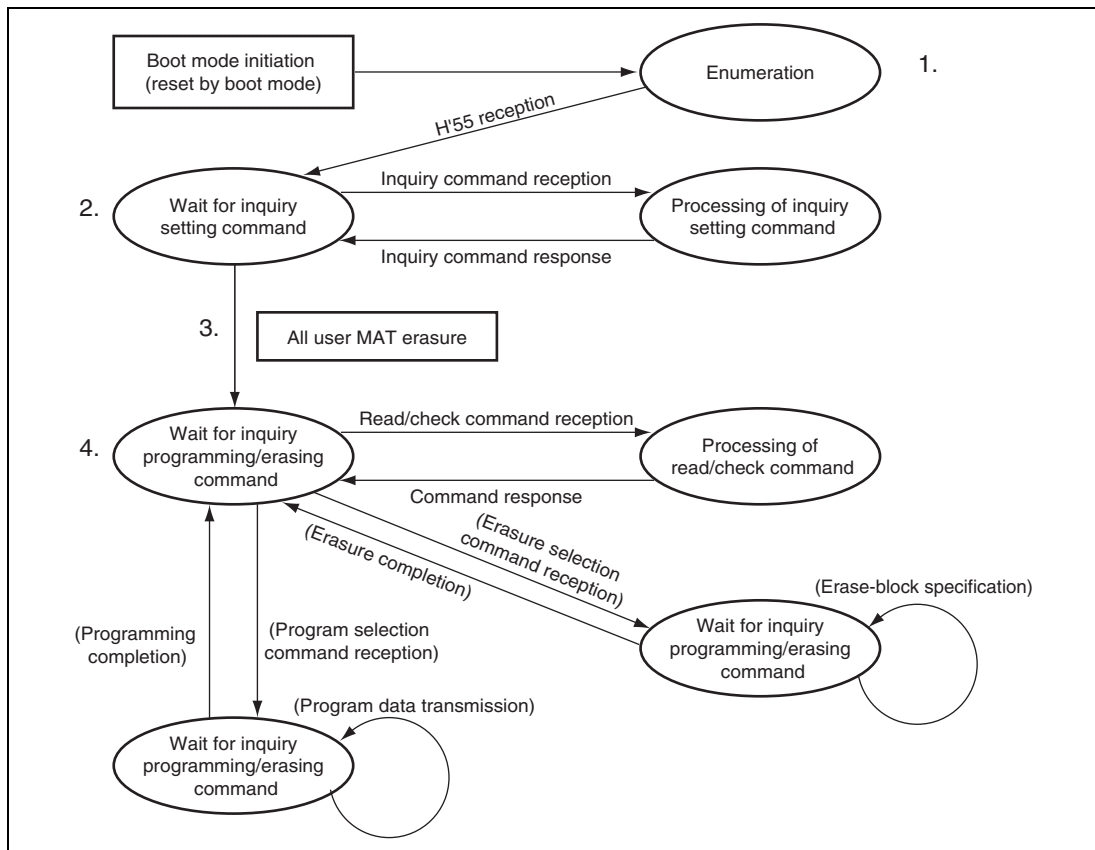 Boot mode initiation
(reset by boot mode)
Enumeration
1.
H'55 reception
2.
Wait for inquiry
setting command
Inquiry command reception
Processing of inquiry
setting command
Inquiry command response
3.
All user MAT erasure
4.
Wait for inquiry
programming/erasing
command
Read/check command reception
Processing of
read/check command
Command response
(Erasure selection
command reception)
(Erasure completion)
(Erase-block specification)
Wait for inquiry
programming/erasing
command
(Programming
completion)
(Program selection
command reception)
(Program data transmission)
Wait for inquiry
programming/erasing
command